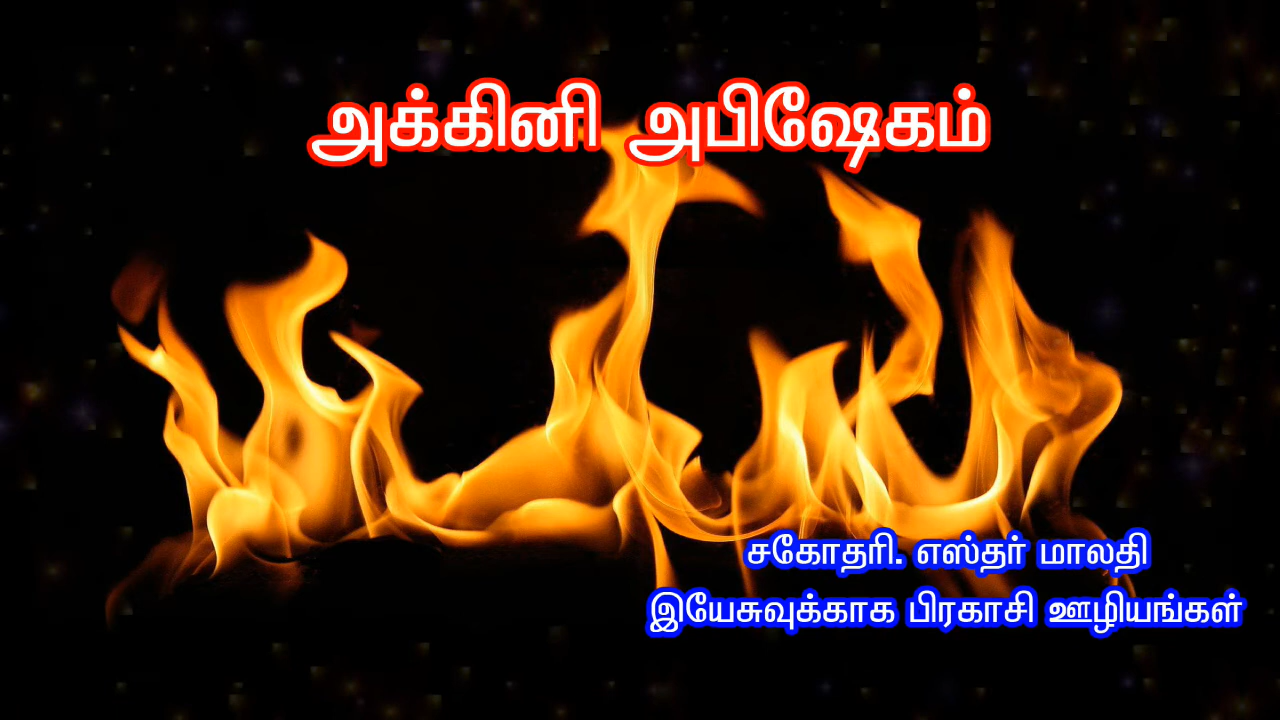 அக்கினி அபிஷேகம்
சகோதரி. எஸ்தர் மாலதி
இயேசுவுக்காக பிரகாசி ஊழியங்கள்